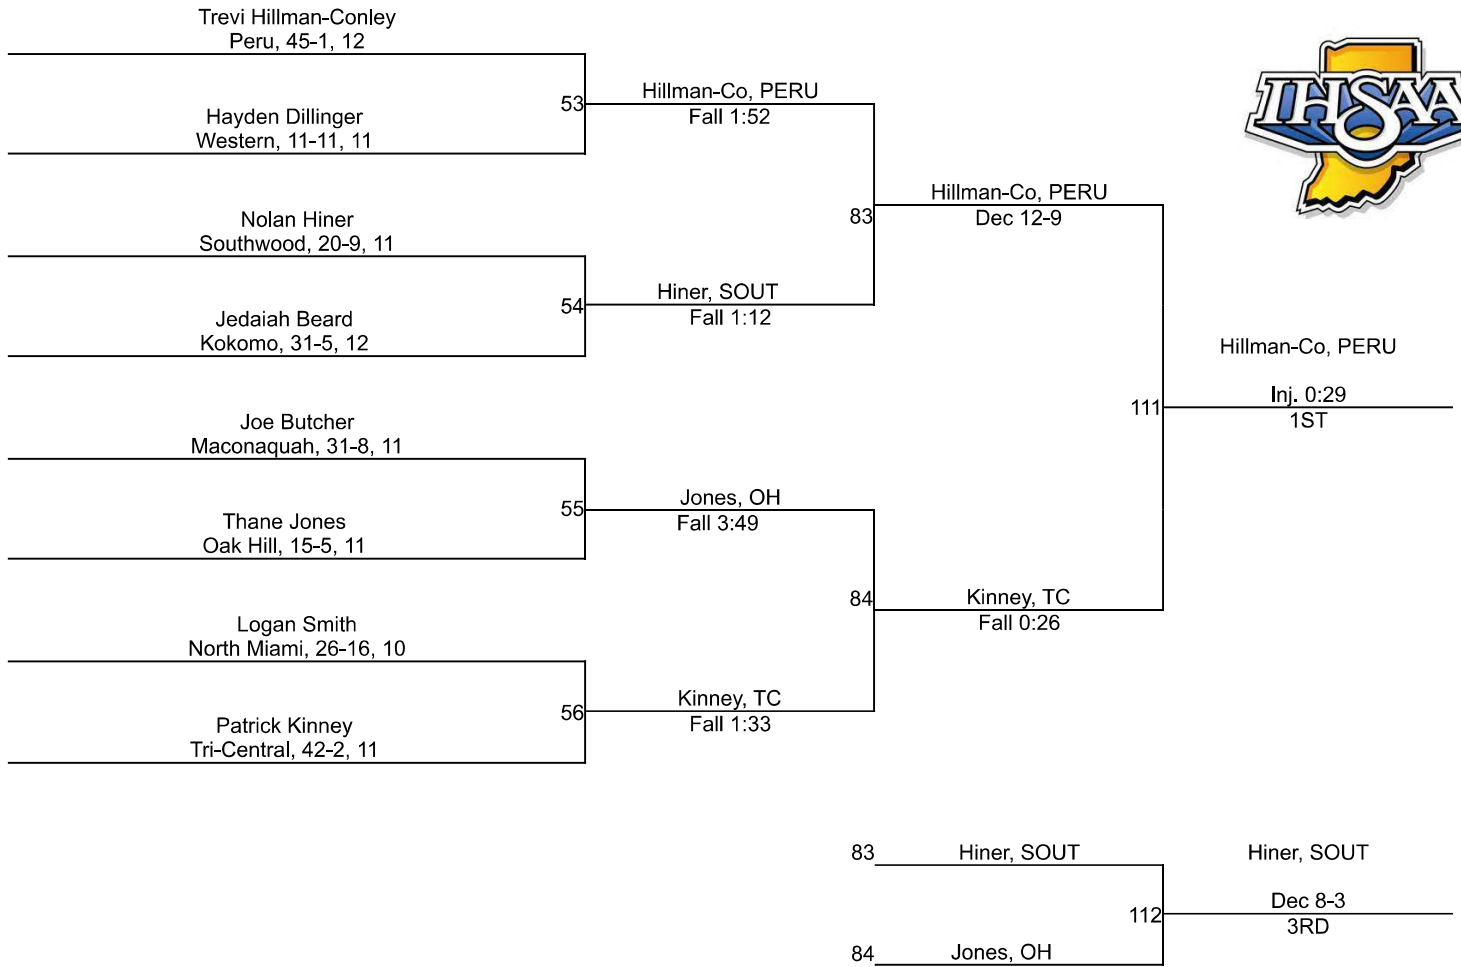 Trevi Hillman-Conley
Peru, 45-1, 12
Hayden Dillinger
Western, 11-11, 11
Nolan Hiner
Southwood, 20-9, 11
Jedaiah Beard
Kokomo, 31-5, 12
Joe Butcher
Maconaquah, 31-8, 11
Thane Jones
Oak Hill, 15-5, 11
Logan Smith
North Miami, 26-16, 10
Patrick Kinney
Tri-Central, 42-2, 11
53
Hillman-Co, PERU
Fall 1:52
54
Hiner, SOUT
Fall 1:12
55
Jones, OH
Fall 3:49
56
Kinney, TC
Fall 1:33
83
Hillman-Co, PERU
Dec 12-9
84
Kinney, TC
Fall 0:26
IHSAA
111
Hillman-Co, PERU
Inj. 0:29
1ST
83
Hiner, SOUT
84
Jones, OH
112
Hiner, SOUT
Dec 8-3
3RD